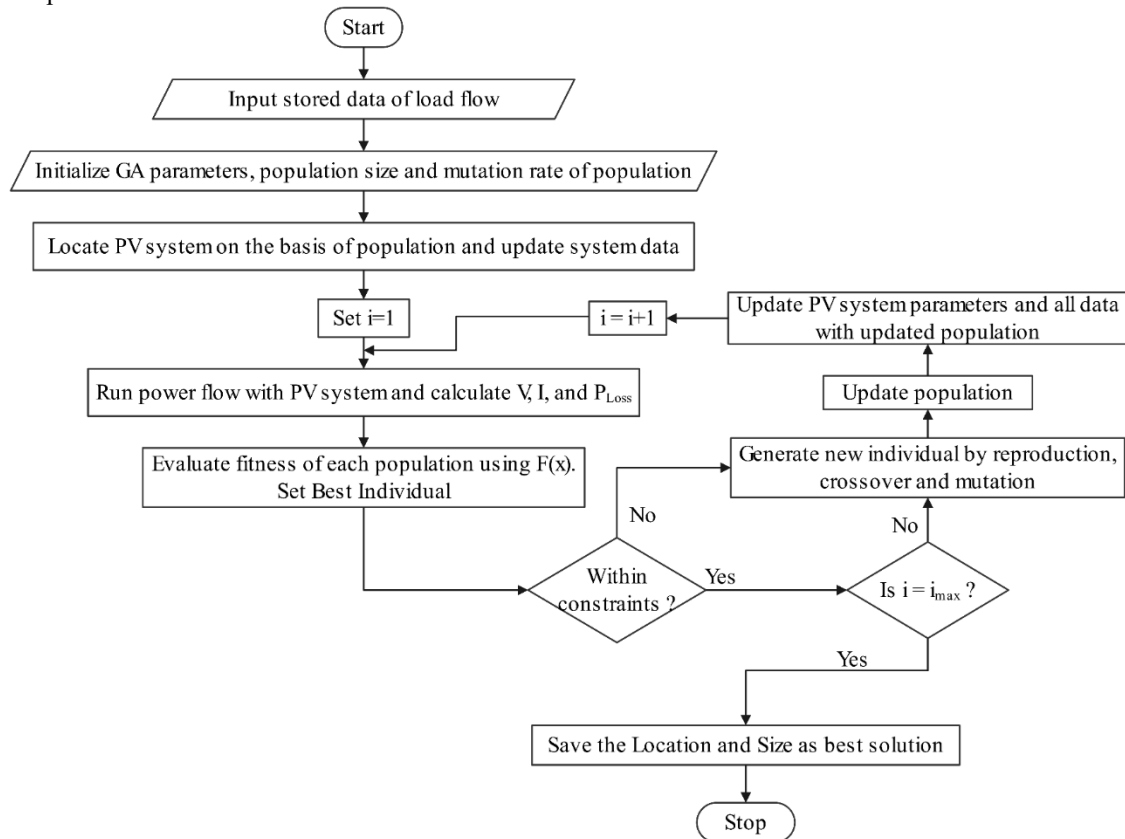 Start
Input stored data of load flow
Initialize GA parameters, population size and mutation rate of population
Locate PV system on the basis of population and update system data
Set i=1
i = i+1
Update PV system parameters and all data
with updated population
Run power flow with PV system and calculate V, I, and P_Loss
Update population
Evaluate fitness of each population using F(x).
Set Best Individual
Generate new individual by reproduction,
crossover and mutation
No
No
Within
constraints ?
Yes
Is i = i_max ?
Yes
Save the Location and Size as best solution
Stop